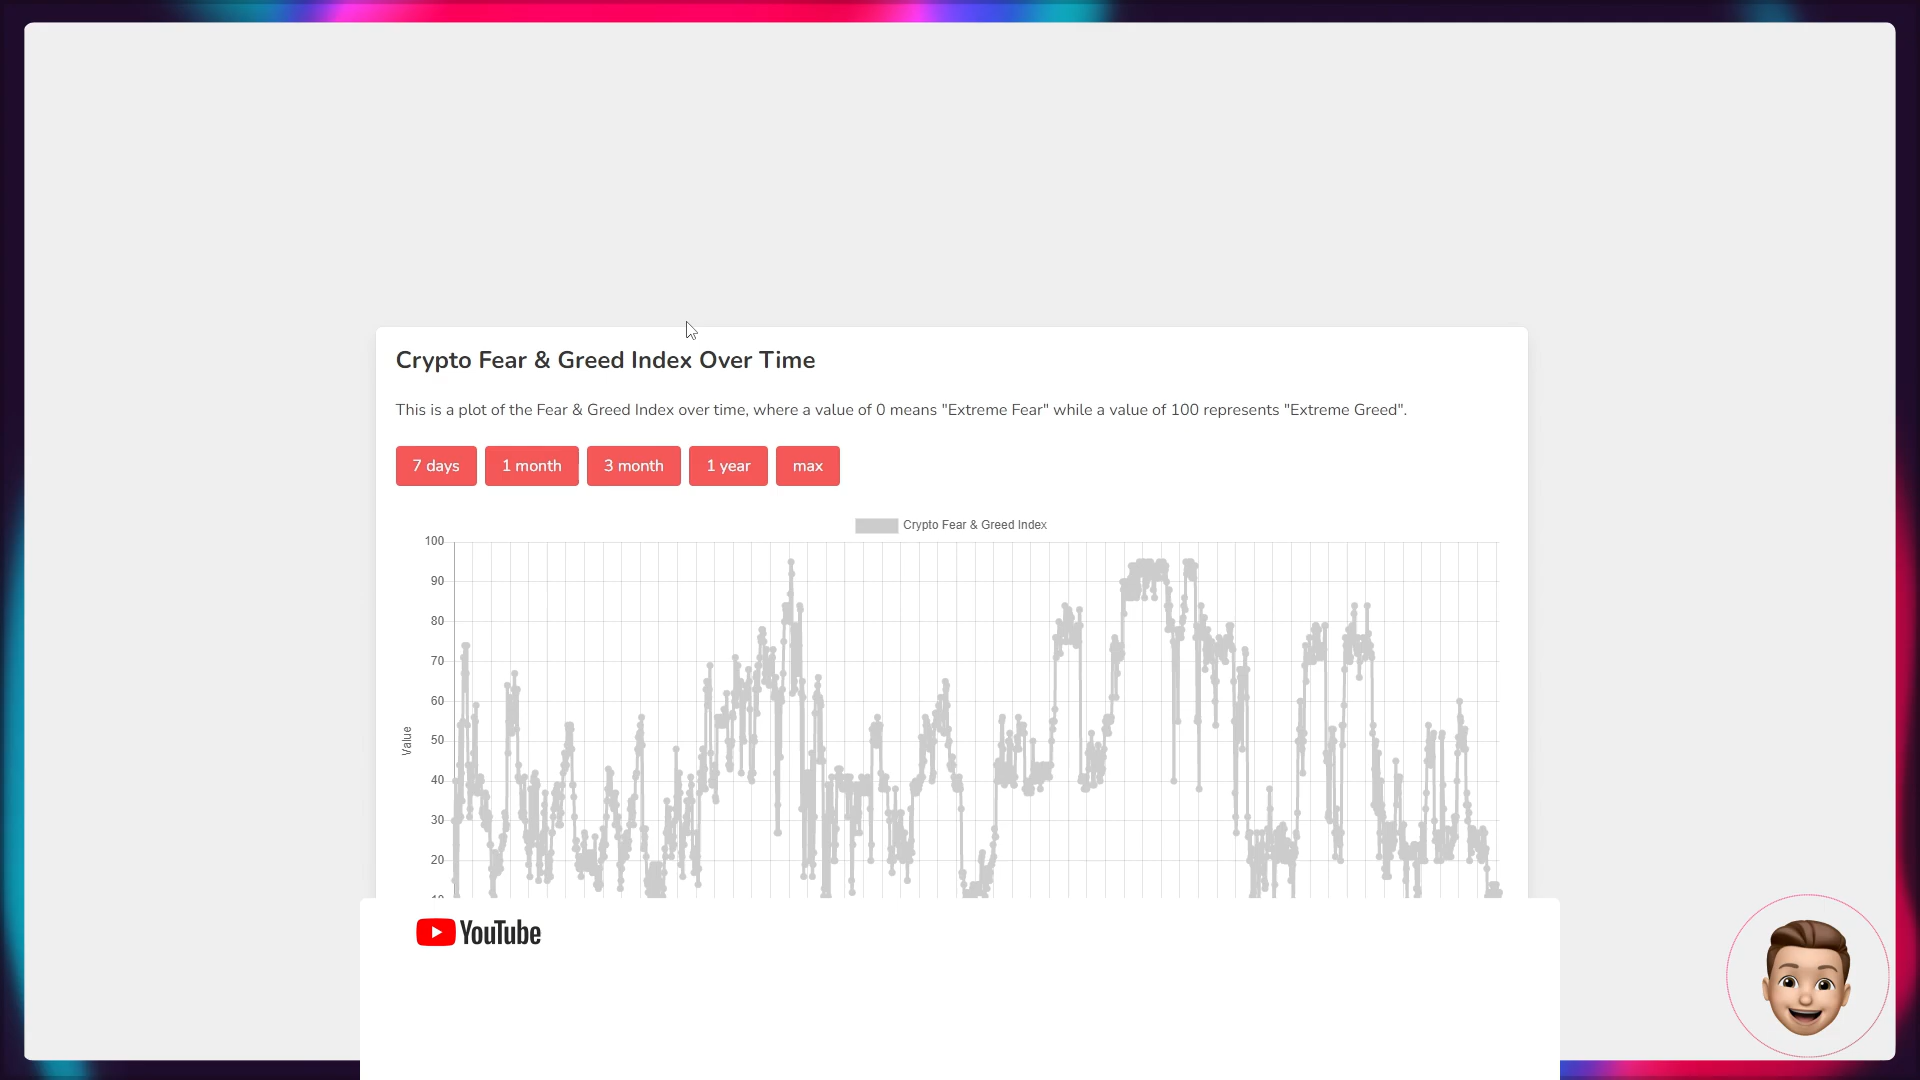 Crypto Fear & Greed Index Over Time
This is a plot of the Fear & Greed Index over time, where a value of 0 means "Extreme Fear" while a value of 100 represents "Extreme Greed".
7 days 1 month 3 month 1 year max
Crypto Fear & Greed Index
100
90
80
70
60
50
Value
40
30
20
YouTube